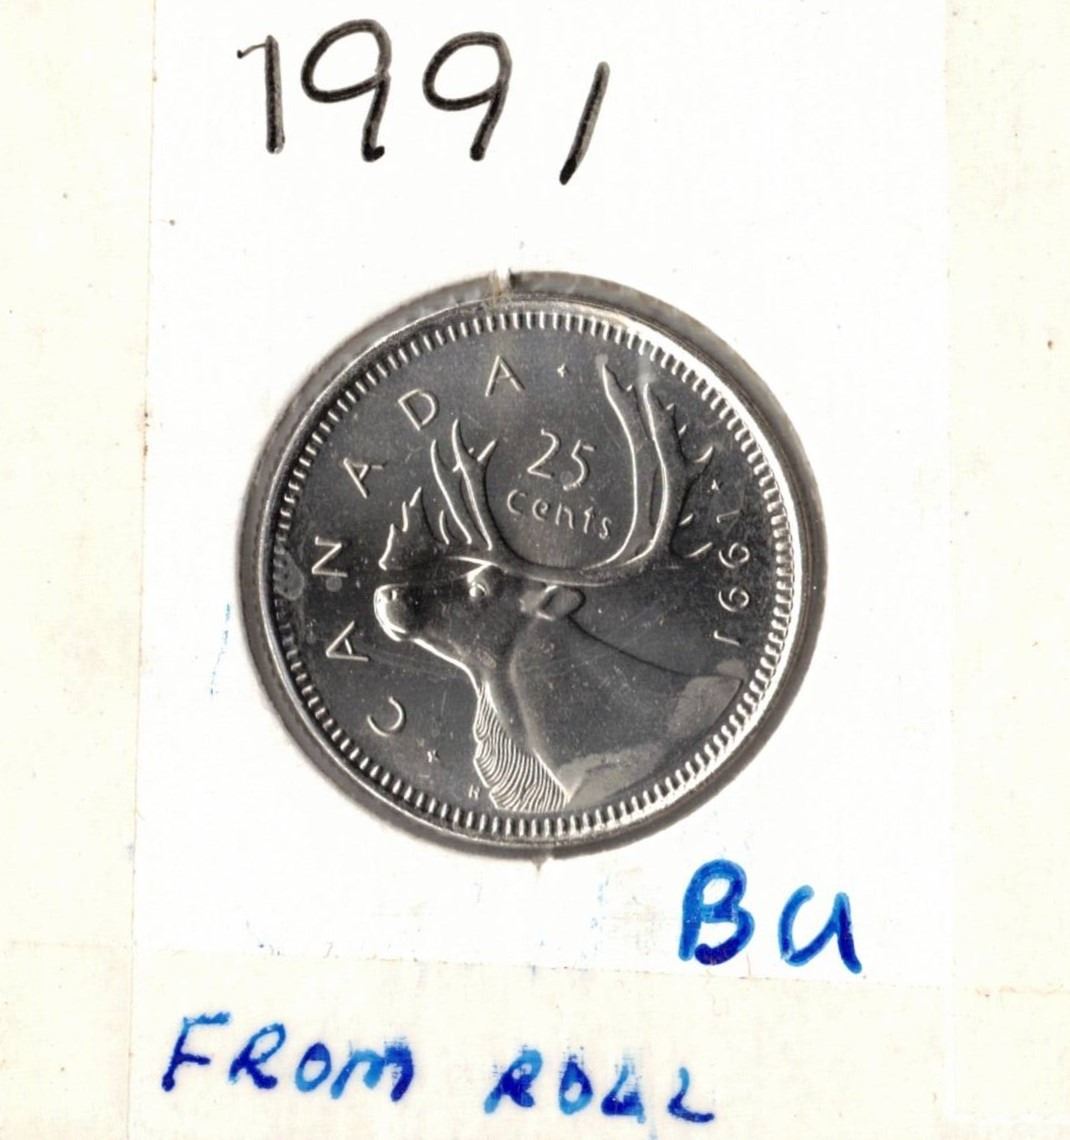 1991
CANADA
25
cents
1991
H
BU
FROM ROLL